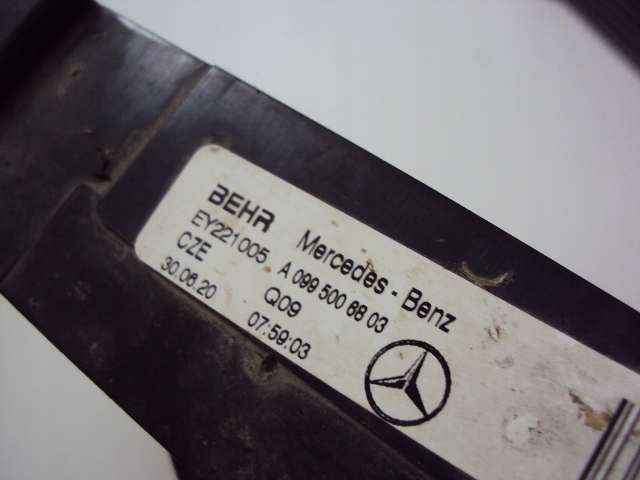 BEHR Mercedes-Benz
EY221005 A 099 500 68 03
CZE Q09
30.06.20 07:59:03